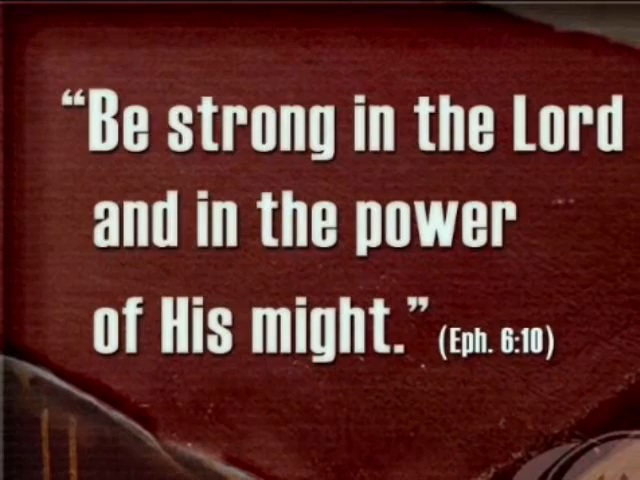 “Be strong in the Lord
and in the power
of His might.” (Eph. 6:10)